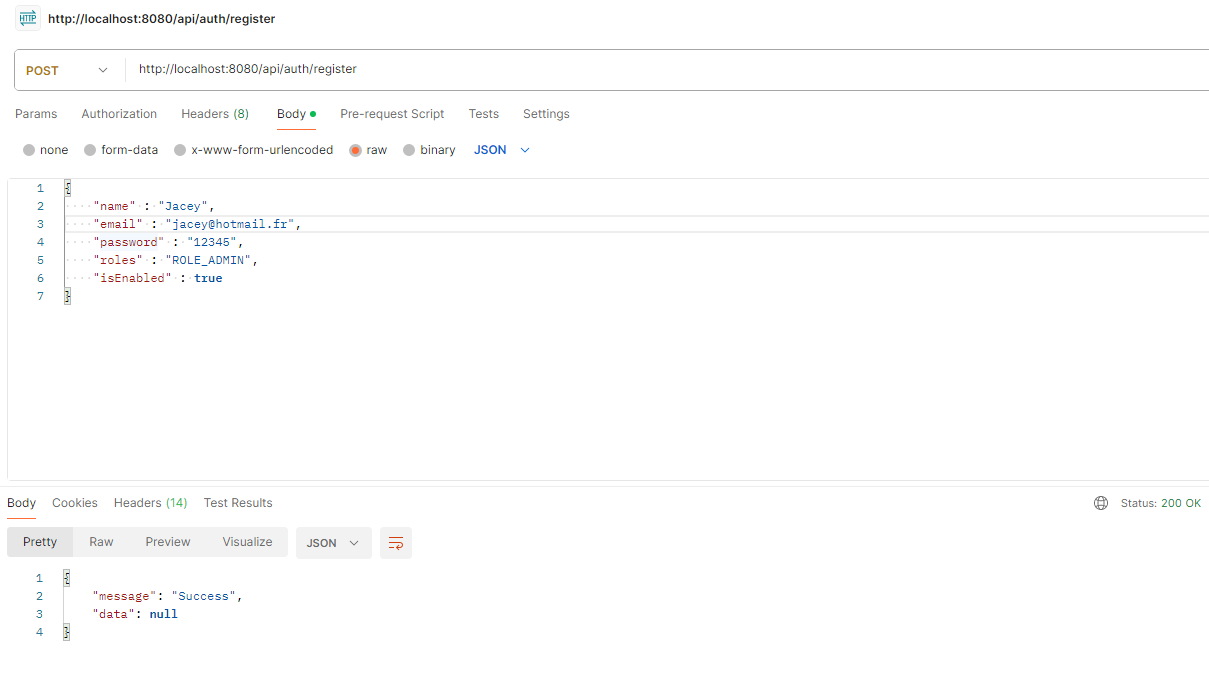 HTTP http://localhost:8080/api/auth/register
POST http://localhost:8080/api/auth/register
Params Authorization Headers (8) Body Pre-request Script Tests Settings
none form-data x-www-form-urlencoded raw binary JSON
1 {
2 "name" : "Jacey",
3 "email" : "jacey@hotmail.fr",
4 "password" : "12345",
5 "roles" : "ROLE_ADMIN",
6 "isEnabled" : true
7 }
Body Cookies Headers (14) Test Results Status: 200 OK
Pretty Raw Preview Visualize JSON
1 {
2 "message": "Success",
3 "data": null
4 }